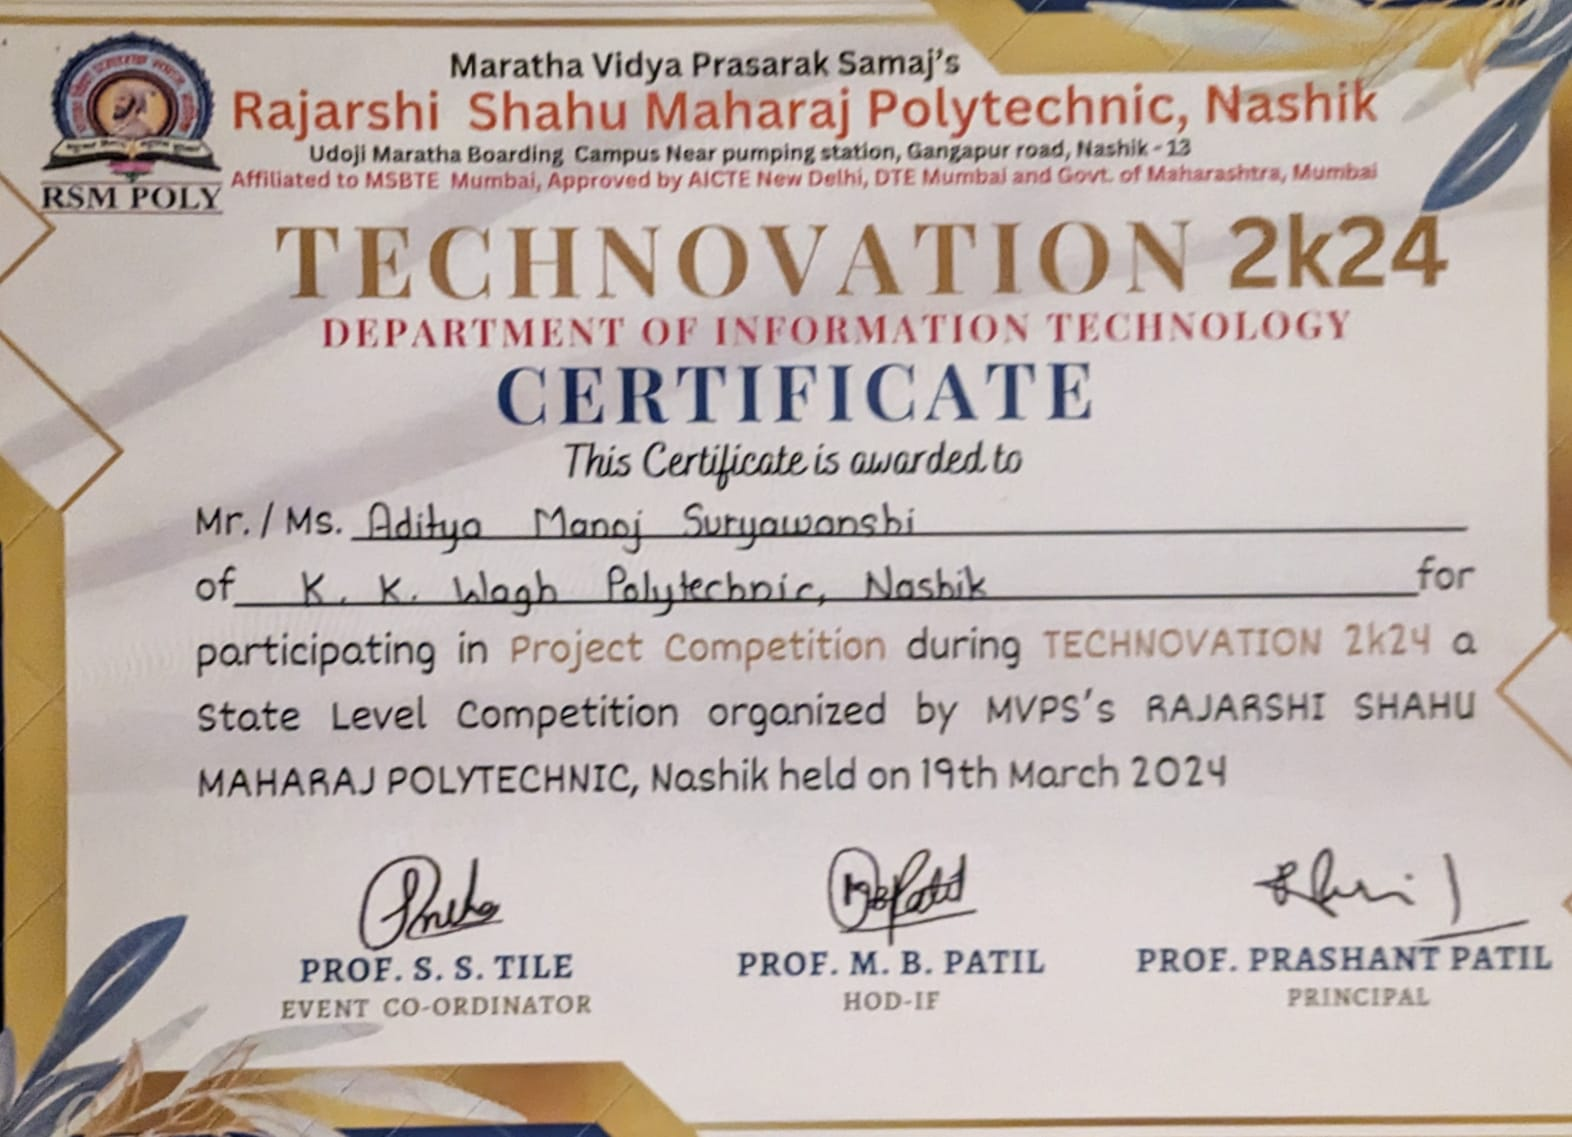 Maratha Vidya Prasarak Samaj's
Rajarshi Shahu Maharaj Polytechnic, Nashik
Udoji Maratha Boarding Campus Near pumping station, Gangapur road, Nashik - 13
Affiliated to MSBTE Mumbai, Approved by AICTE New Delhi, DTE Mumbai and Govt. of Maharashtra, Mumbai
RSM POLY
TECHNOVATION 2k24
DEPARTMENT OF INFORMATION TECHNOLOGY
CERTIFICATE
This Certificate is awarded to
Mr. / Ms. Aditya Manoj Suryawanshi
of K. K. Wagh Polytechnic, Nashik for
participating in Project Competition during TECHNOVATION 2k24 a
State Level Competition organized by MVPS's RAJARSHI SHAHU
MAHARAJ POLYTECHNIC, Nashik held on 19th March 2024
PROF. S. S. TILE
EVENT CO-ORDINATOR
PROF. M. B. PATIL
HOD-IF
PROF. PRASHANT PATIL
PRINCIPAL